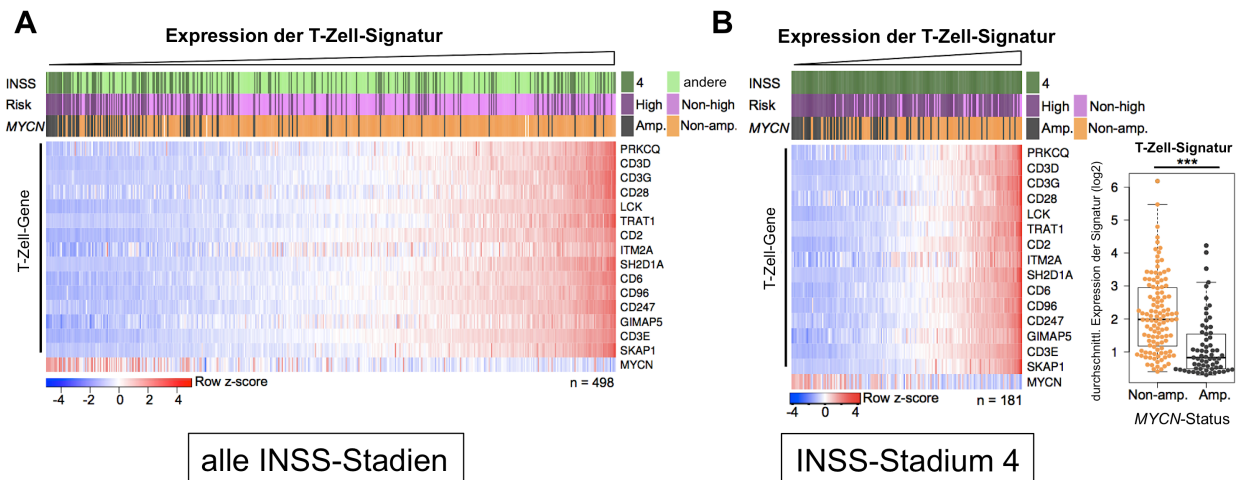 A
Expression der T-Zell-Signatur
INSS
4
andere
Risk
High
Non-high
MYCN
Amp.
Non-amp.
T-Zell-Gene
PRKCQ
CD3D
CD3G
CD28
LCK
TRAT1
CD2
ITM2A
SH2D1A
CD6
CD96
CD247
GIMAP5
CD3E
SKAP1
MYCN
Row z-score
-4 -2 0 2 4
n = 498
alle INSS-Stadien
B
Expression der T-Zell-Signatur
INSS
4
Risk
High
Non-high
MYCN
Amp.
Non-amp.
T-Zell-Gene
PRKCQ
CD3D
CD3G
CD28
LCK
TRAT1
CD2
ITM2A
SH2D1A
CD6
CD96
CD247
GIMAP5
CD3E
SKAP1
MYCN
Row z-score
-4 0 4
n = 181
INSS-Stadium 4
T-Zell-Signatur
***
durchschnittl. Expression der Signatur (log2)
6
5
4
3
2
1
Non-amp. Amp.
MYCN-Status